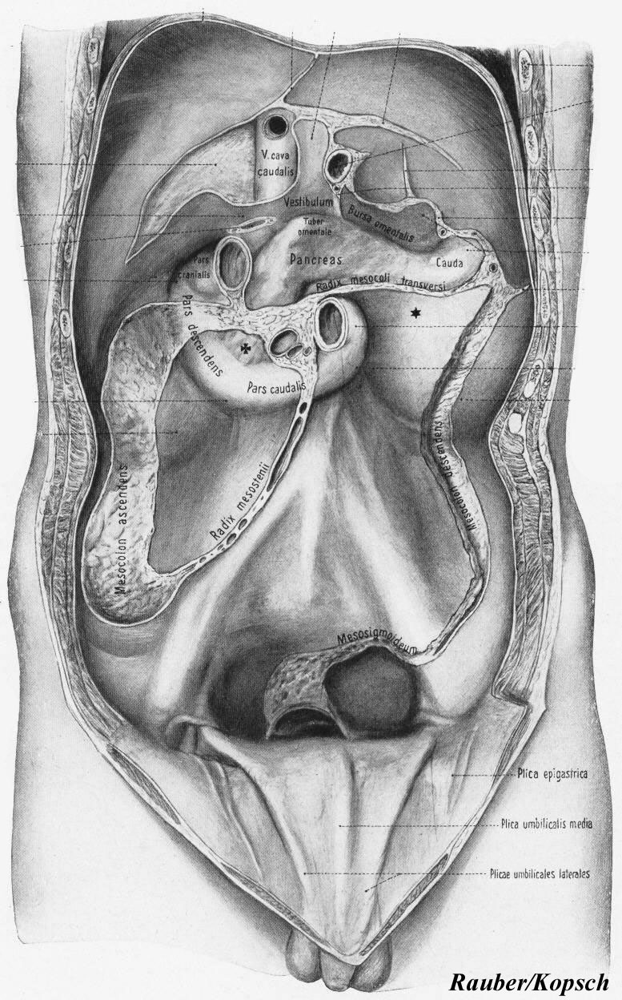 V. cava
caudalis
Vestibulum
Bursa omentalis
Tuber
omentale
Pars
cranialis
Pancreas
Cauda
Radix mesocoli transversi
Pars descendens
Pars caudalis
Mesocolon ascendens
Radix mesostenii
Mesocolon descendens
Mesosigmoideum
Plica epigastrica
Plica umbilicalis media
Plicae umbilicales laterales
Rauber/Kopsch